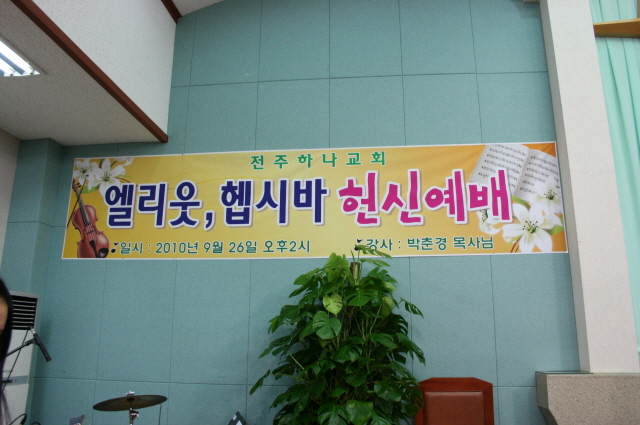 전주하나교회
엘리웃, 헵시바 헌신예배
일시 : 2010년 9월 26일 오후2시 강사 : 박춘경 목사님